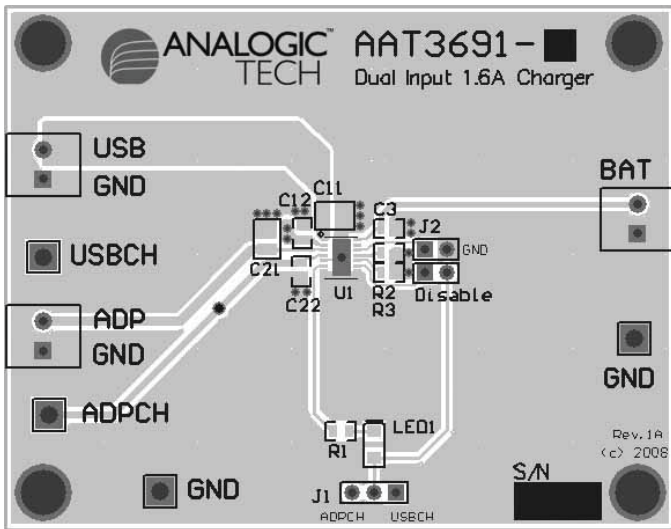 ANALOGIC™
TECH
AAT3691-
Dual Input 1.6A Charger
USB
GND
BAT
C11
C12
C3
J2
GND
USBCH
C21
C22
U1
R2
R3
Disable
ADP
GND
GND
ADPCH
LED1
R1
Rev.1A
(c) 2008
GND
J1
S/N
ADPCH
USBCH